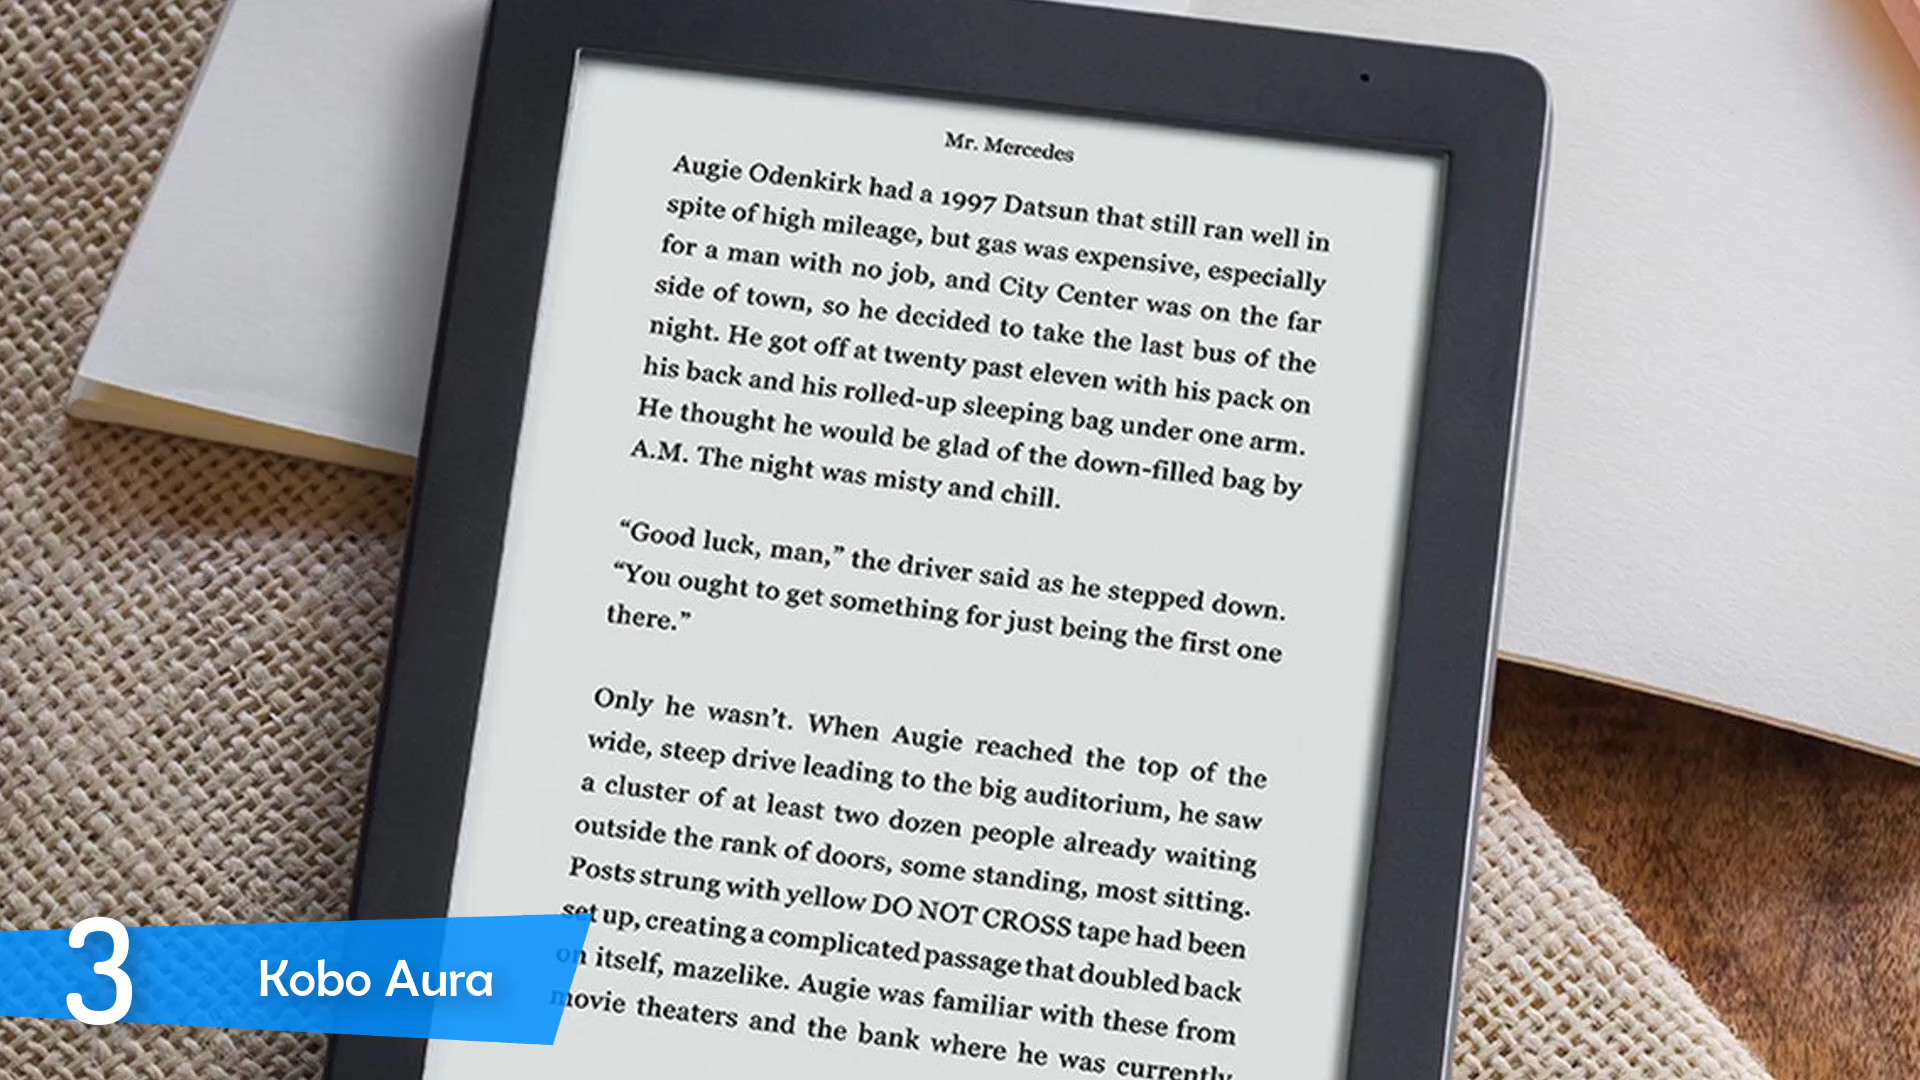 Mr. Mercedes
Augie Odenkirk had a 1997 Datsun that still ran well in
spite of high mileage, but gas was expensive, especially
for a man with no job, and City Center was on the far
side of town, so he decided to take the last bus of the
night. He got off at twenty past eleven with his pack on
his back and his rolled-up sleeping bag under one arm.
He thought he would be glad of the down-filled bag by
A.M. The night was misty and chill.
“Good luck, man,” the driver said as he stepped down.
“You ought to get something for just being the first one
there.”
Only he wasn’t. When Augie reached the top of the
wide, steep drive leading to the big auditorium, he saw
a cluster of at least two dozen people already waiting
outside the rank of doors, some standing, most sitting.
Posts strung with yellow DO NOT CROSS tape had been
set up, creating a complicated passage that doubled back
on itself, mazelike. Augie was familiar with these from
movie theaters and the bank where he was currently
3 Kobo Aura